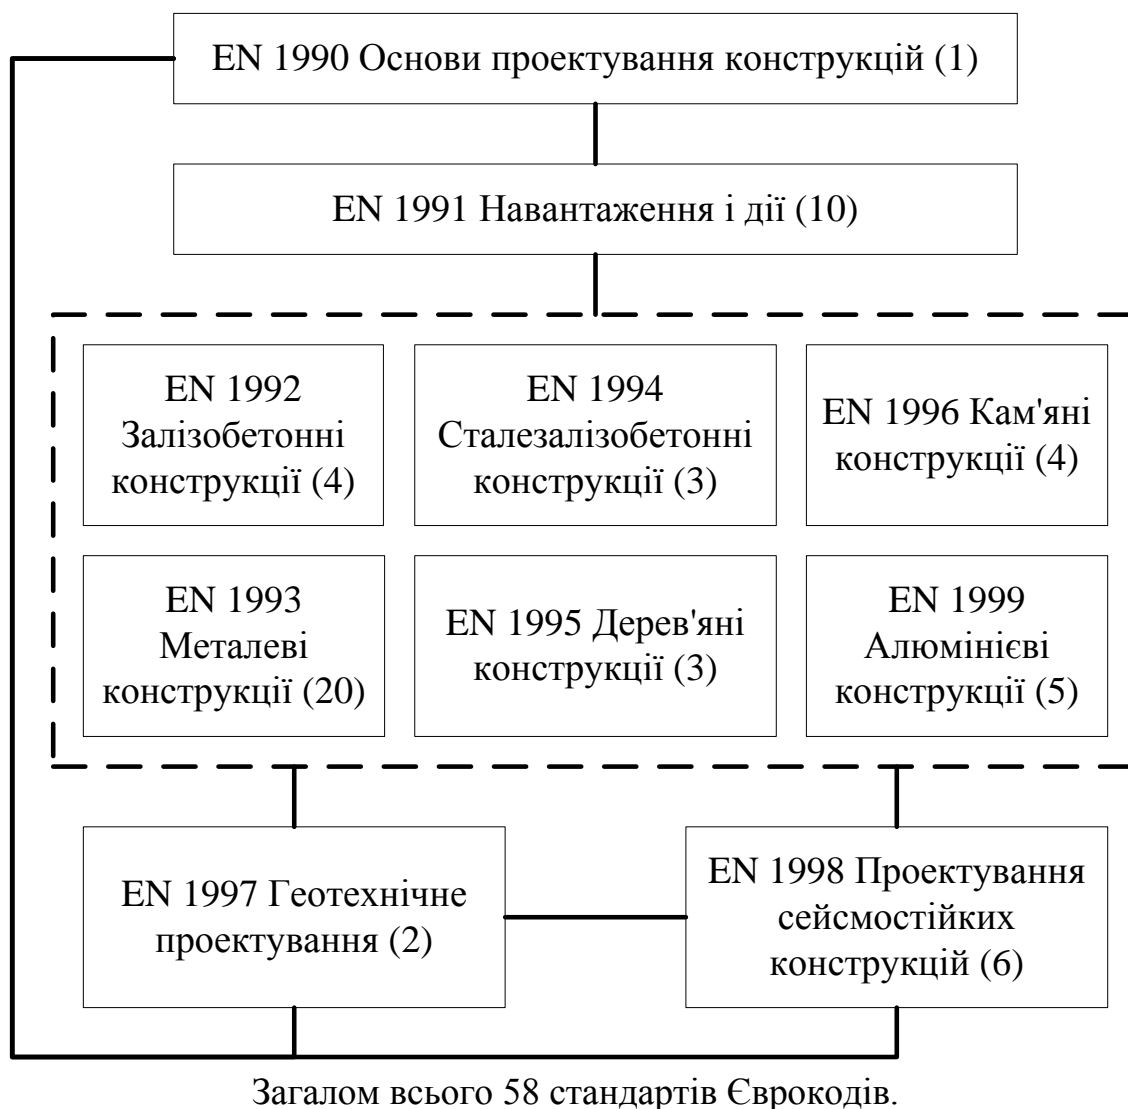 EN 1990 Основи проектування конструкцій (1)
EN 1991 Навантаження і дії (10)
EN 1992
Залізобетонні
конструкції (4)
EN 1994
Сталезалізобетонні
конструкції (3)
EN 1996 Кам'яні
конструкції (4)
EN 1993
Металеві
конструкції (20)
EN 1995 Дерев'яні
конструкції (3)
EN 1999
Алюмінієві
конструкції (5)
EN 1997 Геотехнічне
проектування (2)
EN 1998 Проектування
сейсмостійких
конструкцій (6)
Загалом всього 58 стандартів Єврокодів.